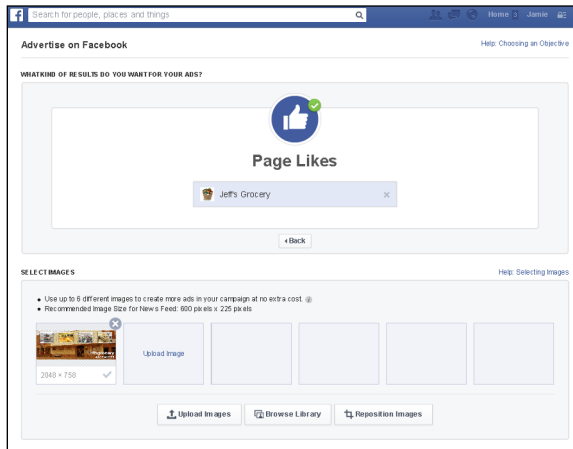 f Search for people, places and things Home 3 Jamie
Advertise on Facebook Help: Choosing an Objective
WHAT KIND OF RESULTS DO YOU WANT FOR YOUR ADS?
Page Likes
Jeff's Grocery
Back
SELECT IMAGES Help: Selecting Images
Use up to 6 different images to create more ads in your campaign at no extra cost.
Recommended Image Size for News Feed: 600 pixels x 225 pixels
Upload Image
2048 × 758
Upload Images Browse Library Reposition Images